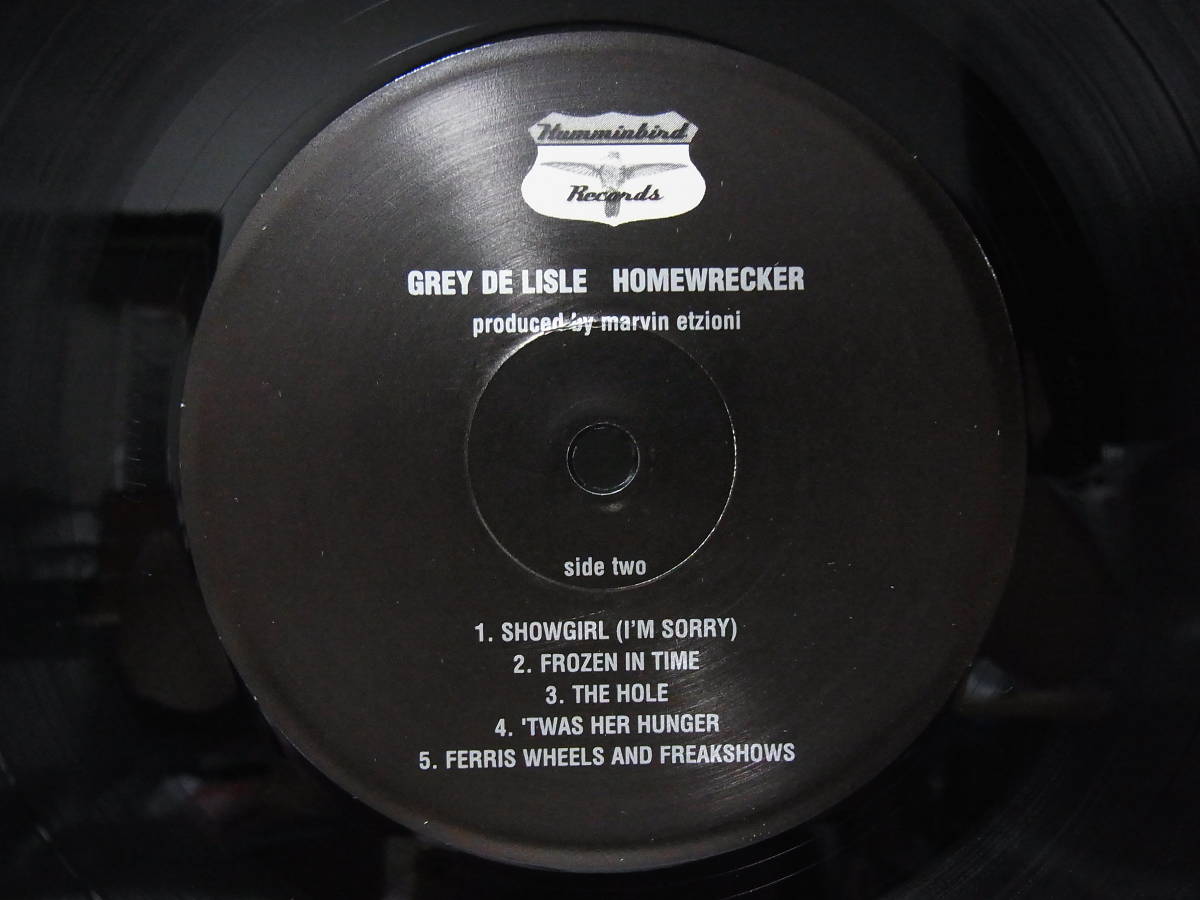 Humminbird
Records
GREY DE LISLE HOMEWRECKER
produced by marvin etzioni
side two
1. SHOWGIRL (I'M SORRY)
2. FROZEN IN TIME
3. THE HOLE
4. 'TWAS HER HUNGER
5. FERRIS WHEELS AND FREAKSHOWS